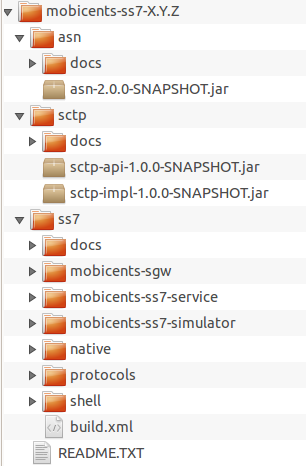 mobicents-ss7-X.Y.Z
asn
docs
asn-2.0.0-SNAPSHOT.jar
sctp
docs
sctp-api-1.0.0-SNAPSHOT.jar
sctp-impl-1.0.0-SNAPSHOT.jar
ss7
docs
mobicents-sgw
mobicents-ss7-service
mobicents-ss7-simulator
native
protocols
shell
build.xml
README.TXT